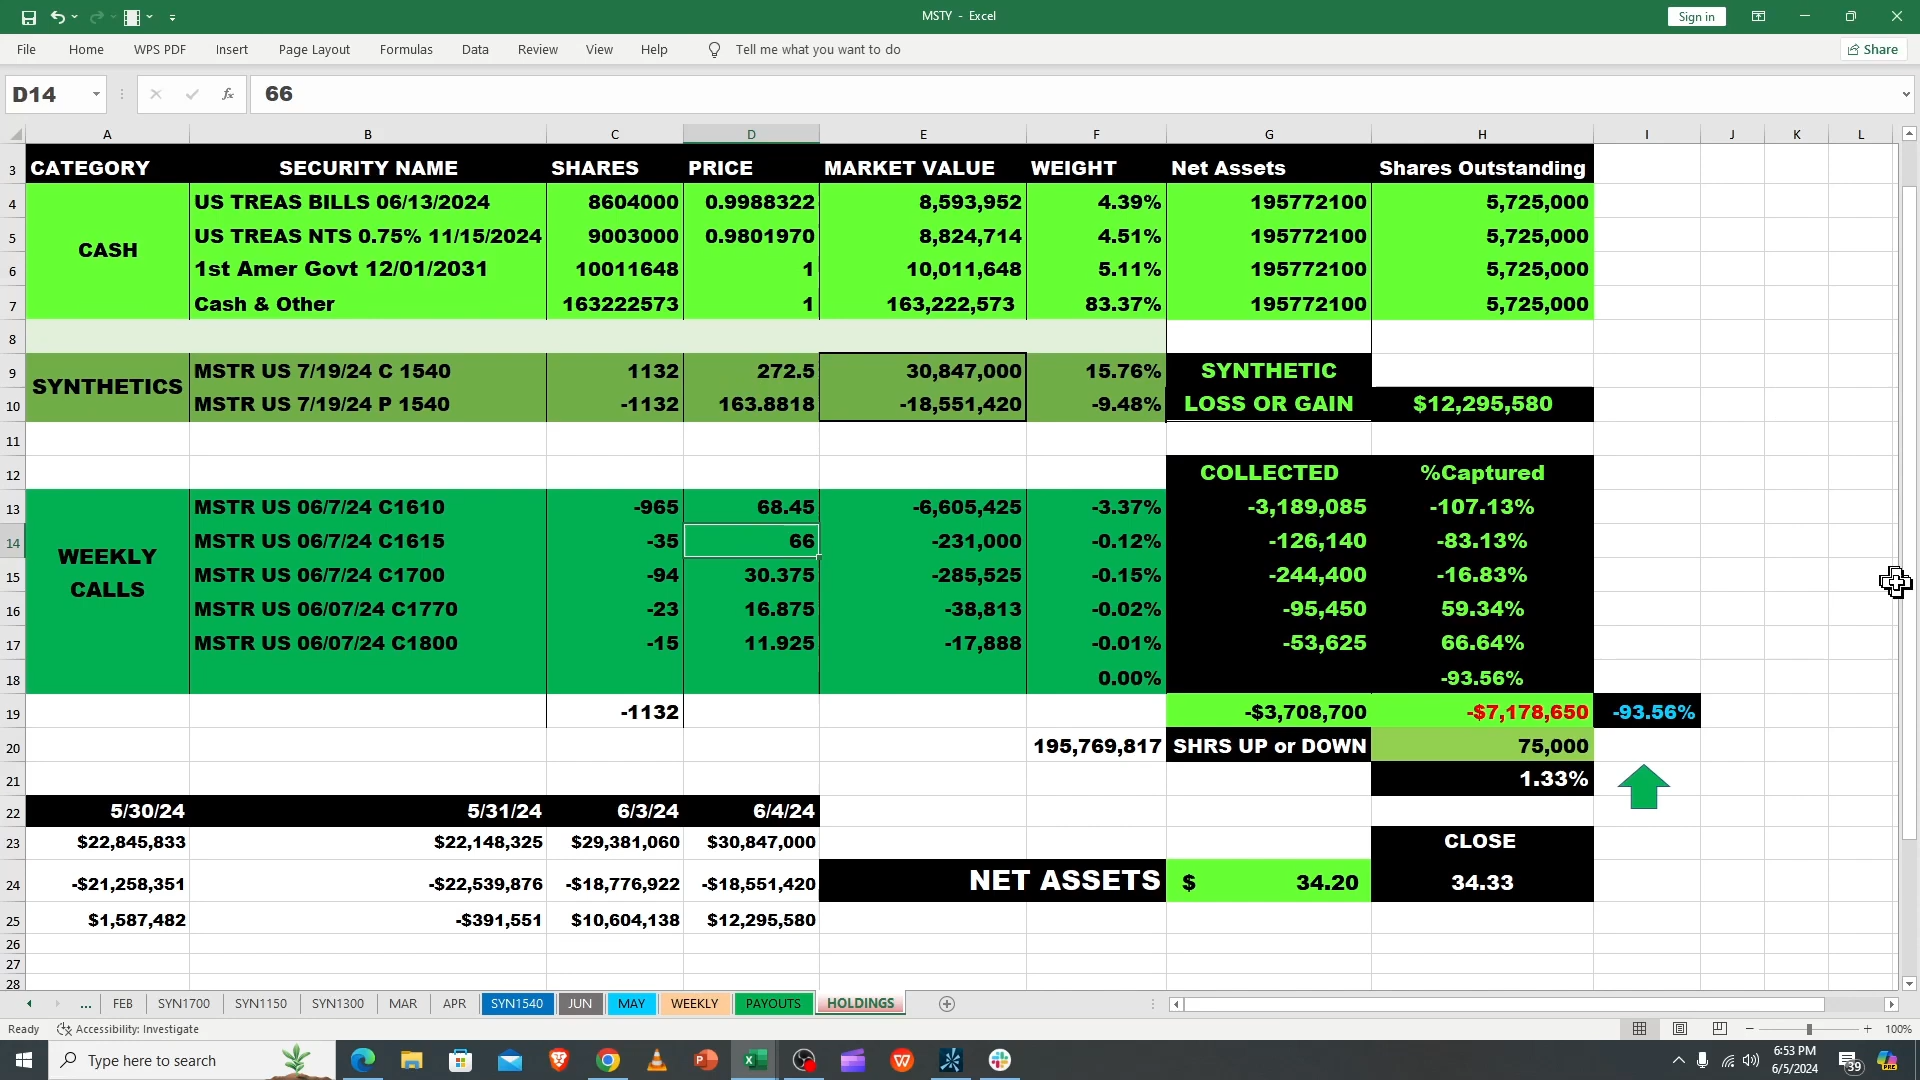 MSTY - Excel
Sign in
File Home WPS PDF Insert Page Layout Formulas Data Review View Help Tell me what you want to do Share
D14 fx 66
A B C D E F G H I J K L
3 CATEGORY SECURITY NAME SHARES PRICE MARKET VALUE WEIGHT Net Assets Shares Outstanding
4 US TREAS BILLS 06/13/2024 8604000 0.9988322 8,593,952 4.39% 195772100 5,725,000
CASH
5 US TREAS NTS 0.75% 11/15/2024 9003000 0.9801970 8,824,714 4.51% 195772100 5,725,000
6 1st Amer Govt 12/01/2031 10011648 1 10,011,648 5.11% 195772100 5,725,000
7 Cash & Other 163222573 1 163,222,573 83.37% 195772100 5,725,000
8
9 MSTR US 7/19/24 C 1540 1132 272.5 30,847,000 15.76% SYNTHETIC
SYNTHETICS
10 MSTR US 7/19/24 P 1540 -1132 163.8818 -18,551,420 -9.48% LOSS OR GAIN $12,295,580
11
12 COLLECTED %Captured
13 MSTR US 06/7/24 C1610 -965 68.45 -6,605,425 -3.37% -3,189,085 -107.13%
14 MSTR US 06/7/24 C1615 -35 66 -231,000 -0.12% -126,140 -83.13%
WEEKLY
CALLS
15 MSTR US 06/7/24 C1700 -94 30.375 -285,525 -0.15% -244,400 -16.83%
16 MSTR US 06/07/24 C1770 -23 16.875 -38,813 -0.02% -95,450 59.34%
17 MSTR US 06/07/24 C1800 -15 11.925 -17,888 -0.01% -53,625 66.64%
18 0.00% -93.56%
19 -1132 -$3,708,700 -$7,178,650 -93.56%
20 195,769,817 SHRS UP or DOWN 75,000
21 1.33%
22 5/30/24 5/31/24 6/3/24 6/4/24
23 $22,845,833 $22,148,325 $29,381,060 $30,847,000 CLOSE
24 -$21,258,351 -$22,539,876 -$18,776,922 -$18,551,420 NET ASSETS $ 34.20 34.33
25 $1,587,482 -$391,551 $10,604,138 $12,295,580
26
27
28
... FEB SYN1700 SYN1150 SYN1300 MAR APR SYN1540 JUN MAY WEEKLY PAYOUTS HOLDINGS
Ready Accessibility: Investigate 100%
Type here to search
6:53 PM
6/5/2024
39
PRE